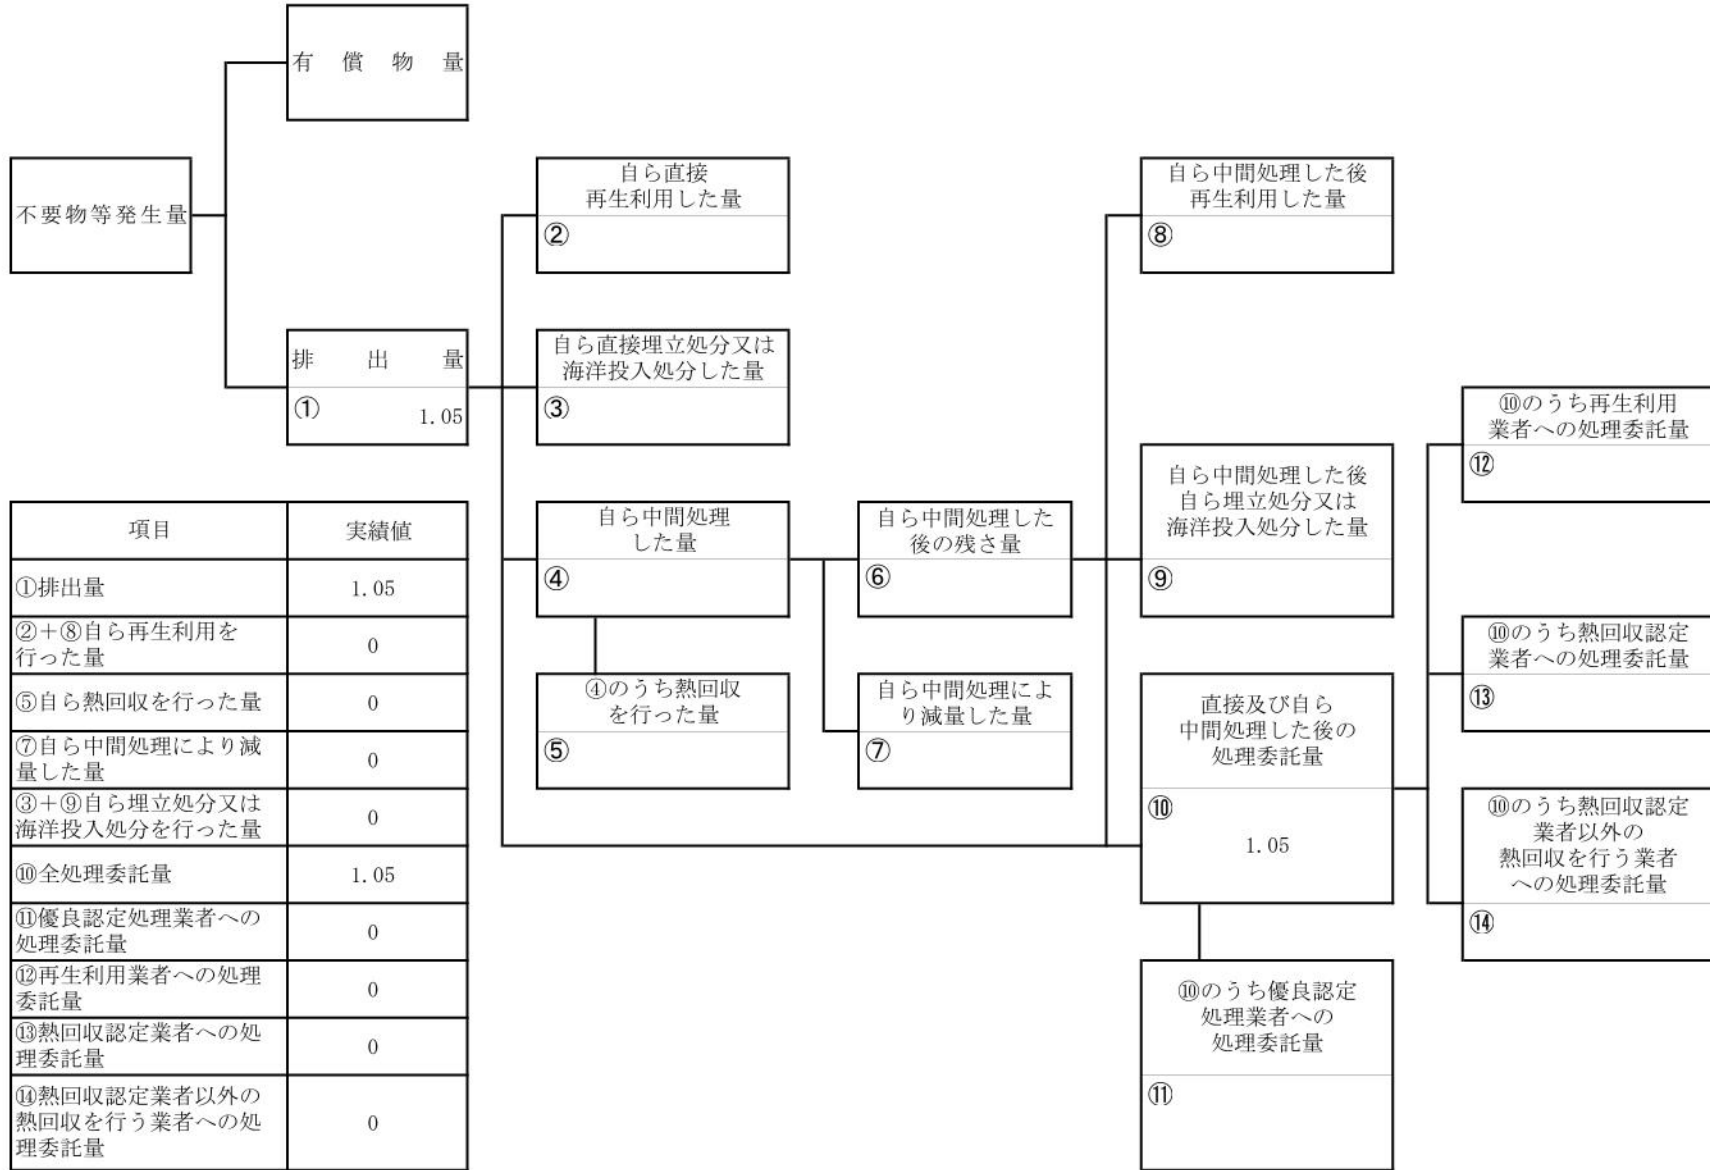 有償物量
不要物等発生量
排出量
①
1.05
自ら直接
再生利用した量
②
自ら直接埋立処分又は
海洋投入処分した量
③
自ら中間処理
した量
④
④のうち熱回収
を行った量
⑤
自ら中間処理した
後の残さ量
⑥
自ら中間処理によ
り減量した量
⑦
自ら中間処理した後
再生利用した量
⑧
自ら中間処理した後
自ら埋立処分又は
海洋投入処分した量
⑨
直接及び自ら
中間処理した後の
処理委託量
⑩
1.05
⑩のうち優良認定
処理業者への
処理委託量
⑪
⑩のうち再生利用
業者への処理委託量
⑫
⑩のうち熱回収認定
業者への処理委託量
⑬
⑩のうち熱回収認定
業者以外の
熱回収を行う業者
への処理委託量
⑭
項目 実績値
①排出量 1.05
②＋⑧自ら再生利用を
行った量 0
⑤自ら熱回収を行った量 0
⑦自ら中間処理により減
量した量 0
③＋⑨自ら埋立処分又は
海洋投入処分を行った量 0
⑩全処理委託量 1.05
⑪優良認定処理業者への
処理委託量 0
⑫再生利用業者への処理
委託量 0
⑬熱回収認定業者への処
理委託量 0
⑭熱回収認定業者以外の
熱回収を行う業者への処 0
理委託量